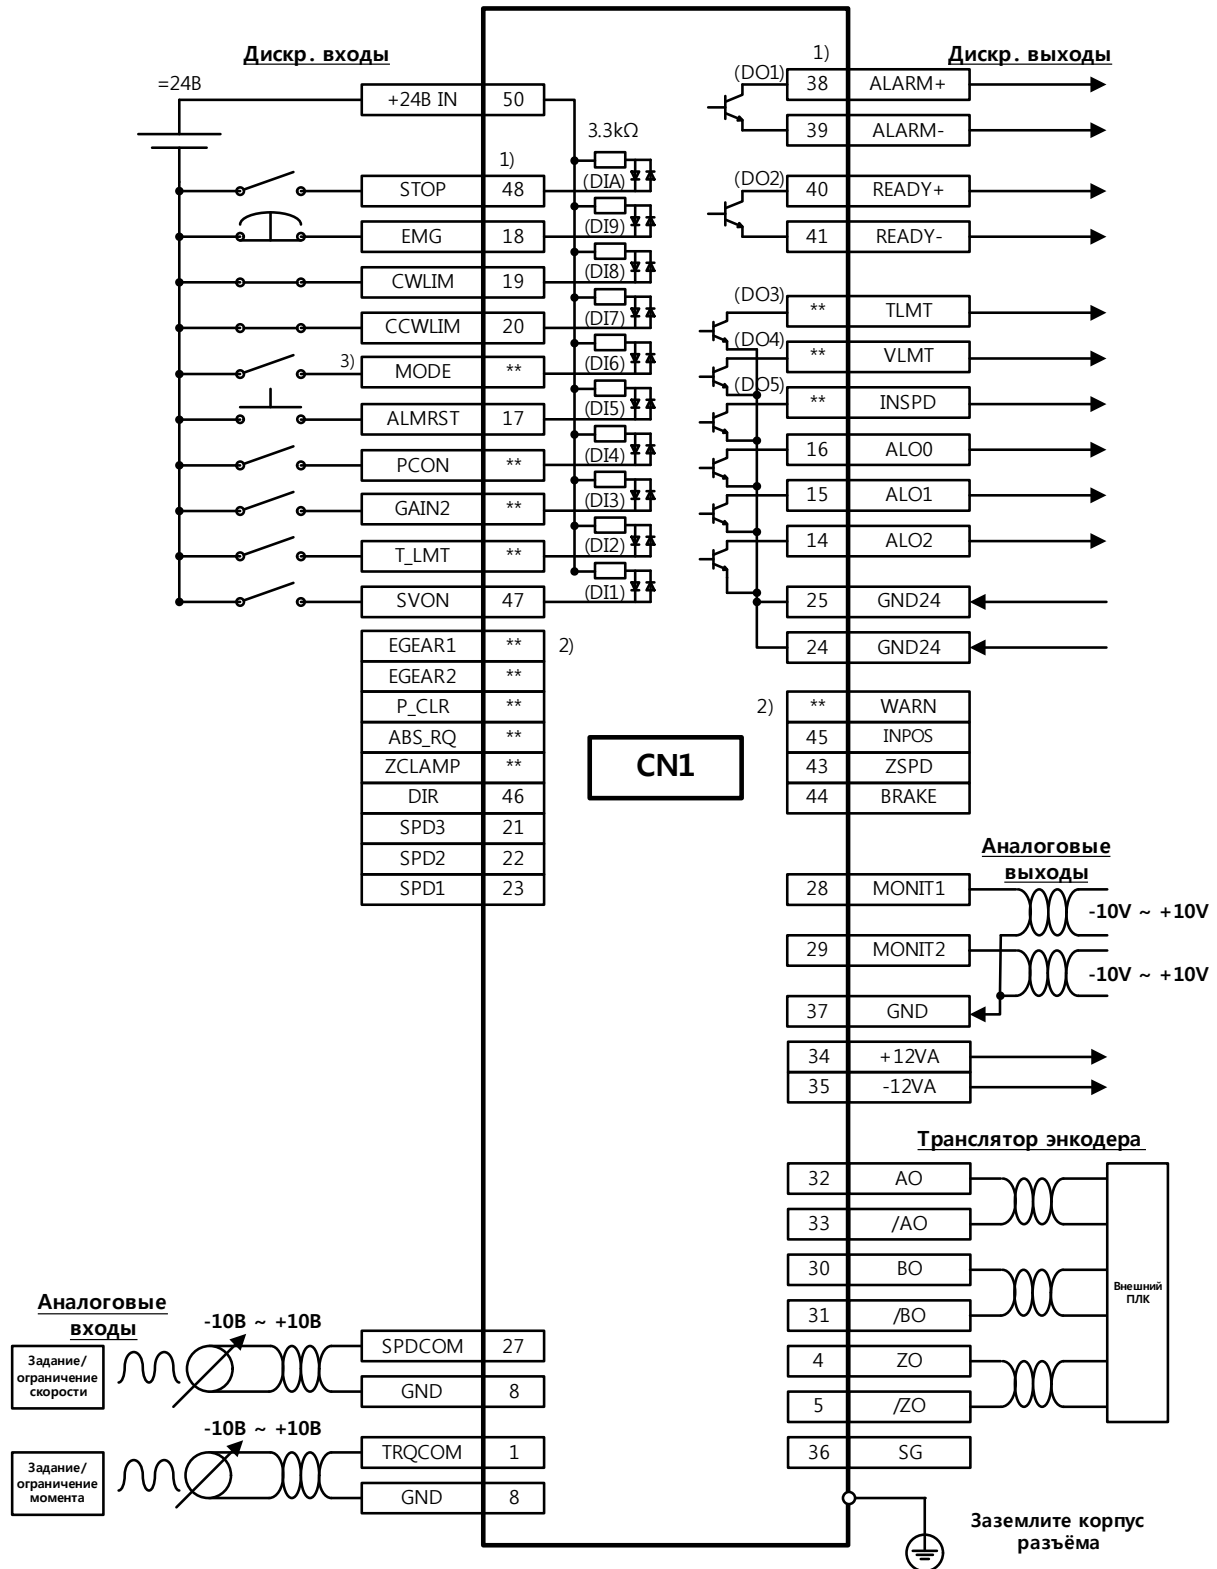 Дискр. входы
=24В
+24В IN 50
3.3kΩ
1)
STOP 48 (DIA)
EMG 18 (DI9)
CWLIM 19 (DI8)
CCWLIM 20 (DI7)
3) MODE ** (DI6)
ALMRST 17 (DI5)
PCON ** (DI4)
GAIN2 ** (DI3)
T_LMT ** (DI2)
SVON 47 (DI1)
EGEAR1 ** 2)
EGEAR2 **
P_CLR **
ABS_RQ **
ZCLAMP **
DIR 46
SPD3 21
SPD2 22
SPD1 23
CN1
1)
Дискр. выходы
(DO1) 38 ALARM+
39 ALARM-
(DO2) 40 READY+
41 READY-
(DO3) ** TLMT
(DO4) ** VLMT
(DO5) ** INSPD
16 ALO0
15 ALO1
14 ALO2
25 GND24
24 GND24
2) ** WARN
45 INPOS
43 ZSPD
44 BRAKE
Аналоговые
выходы
28 MONIT1
-10V ~ +10V
29 MONIT2
-10V ~ +10V
37 GND
34 +12VA
35 -12VA
Транслятор энкодера
32 AO
33 /AO
30 BO
31 /BO
4 ZO
5 /ZO
36 SG
Внешний
ПЛК
Аналоговые
входы
-10В ~ +10В
Задание/
ограничение
скорости
SPDCOM 27
GND 8
-10В ~ +10В
Задание/
ограничение
момента
TRQCOM 1
GND 8
Заземлите корпус
разъёма